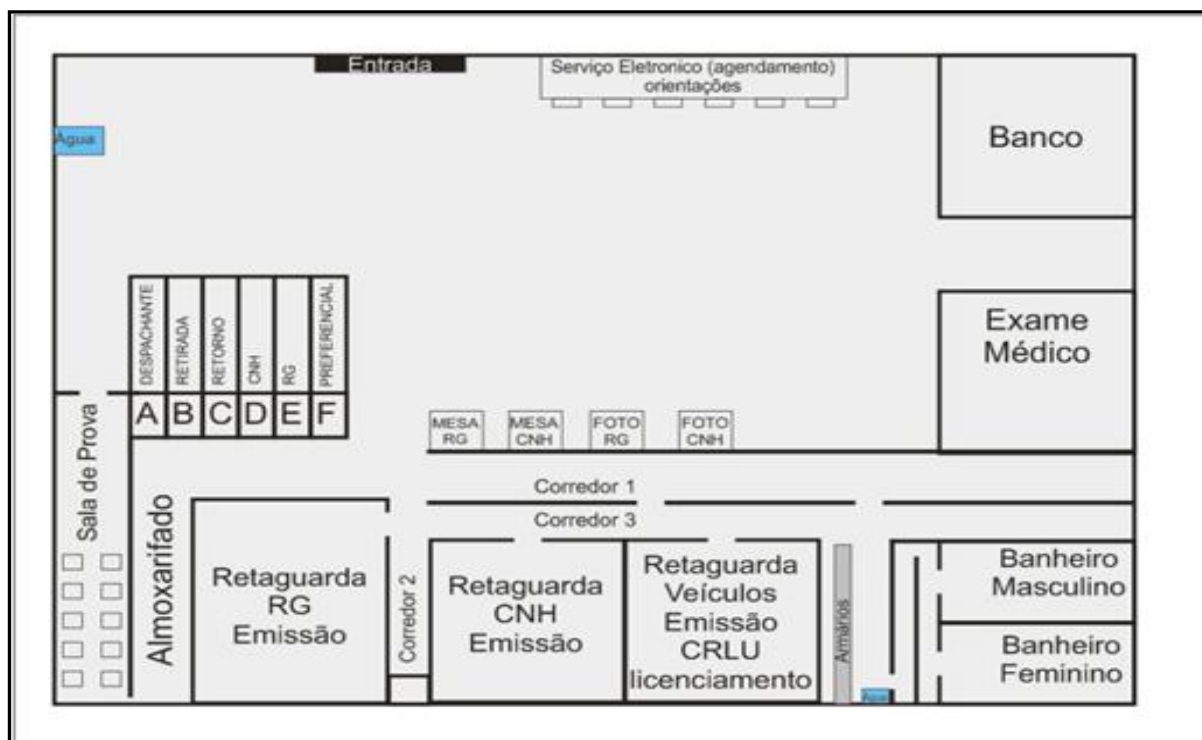 Entrada
Serviço Eletronico (agendamento)
orientações
Agua
Banco
DESPACHANTE
RETIRADA
RETORNO
CNH
RG
PREFERENCIAL
A
B
C
D
E
F
Exame
Médico
MESA
RG
MESA
CNH
FOTO
RG
FOTO
CNH
Sala de Prova
Almoxarifado
Corredor 1
Corredor 3
Corredor 2
Retaguarda
RG
Emissão
Retaguarda
CNH
Emissão
Retaguarda
Veículos
Emissão
CRLU
licenciamento
Armários
Agua
Banheiro
Masculino
Banheiro
Feminino